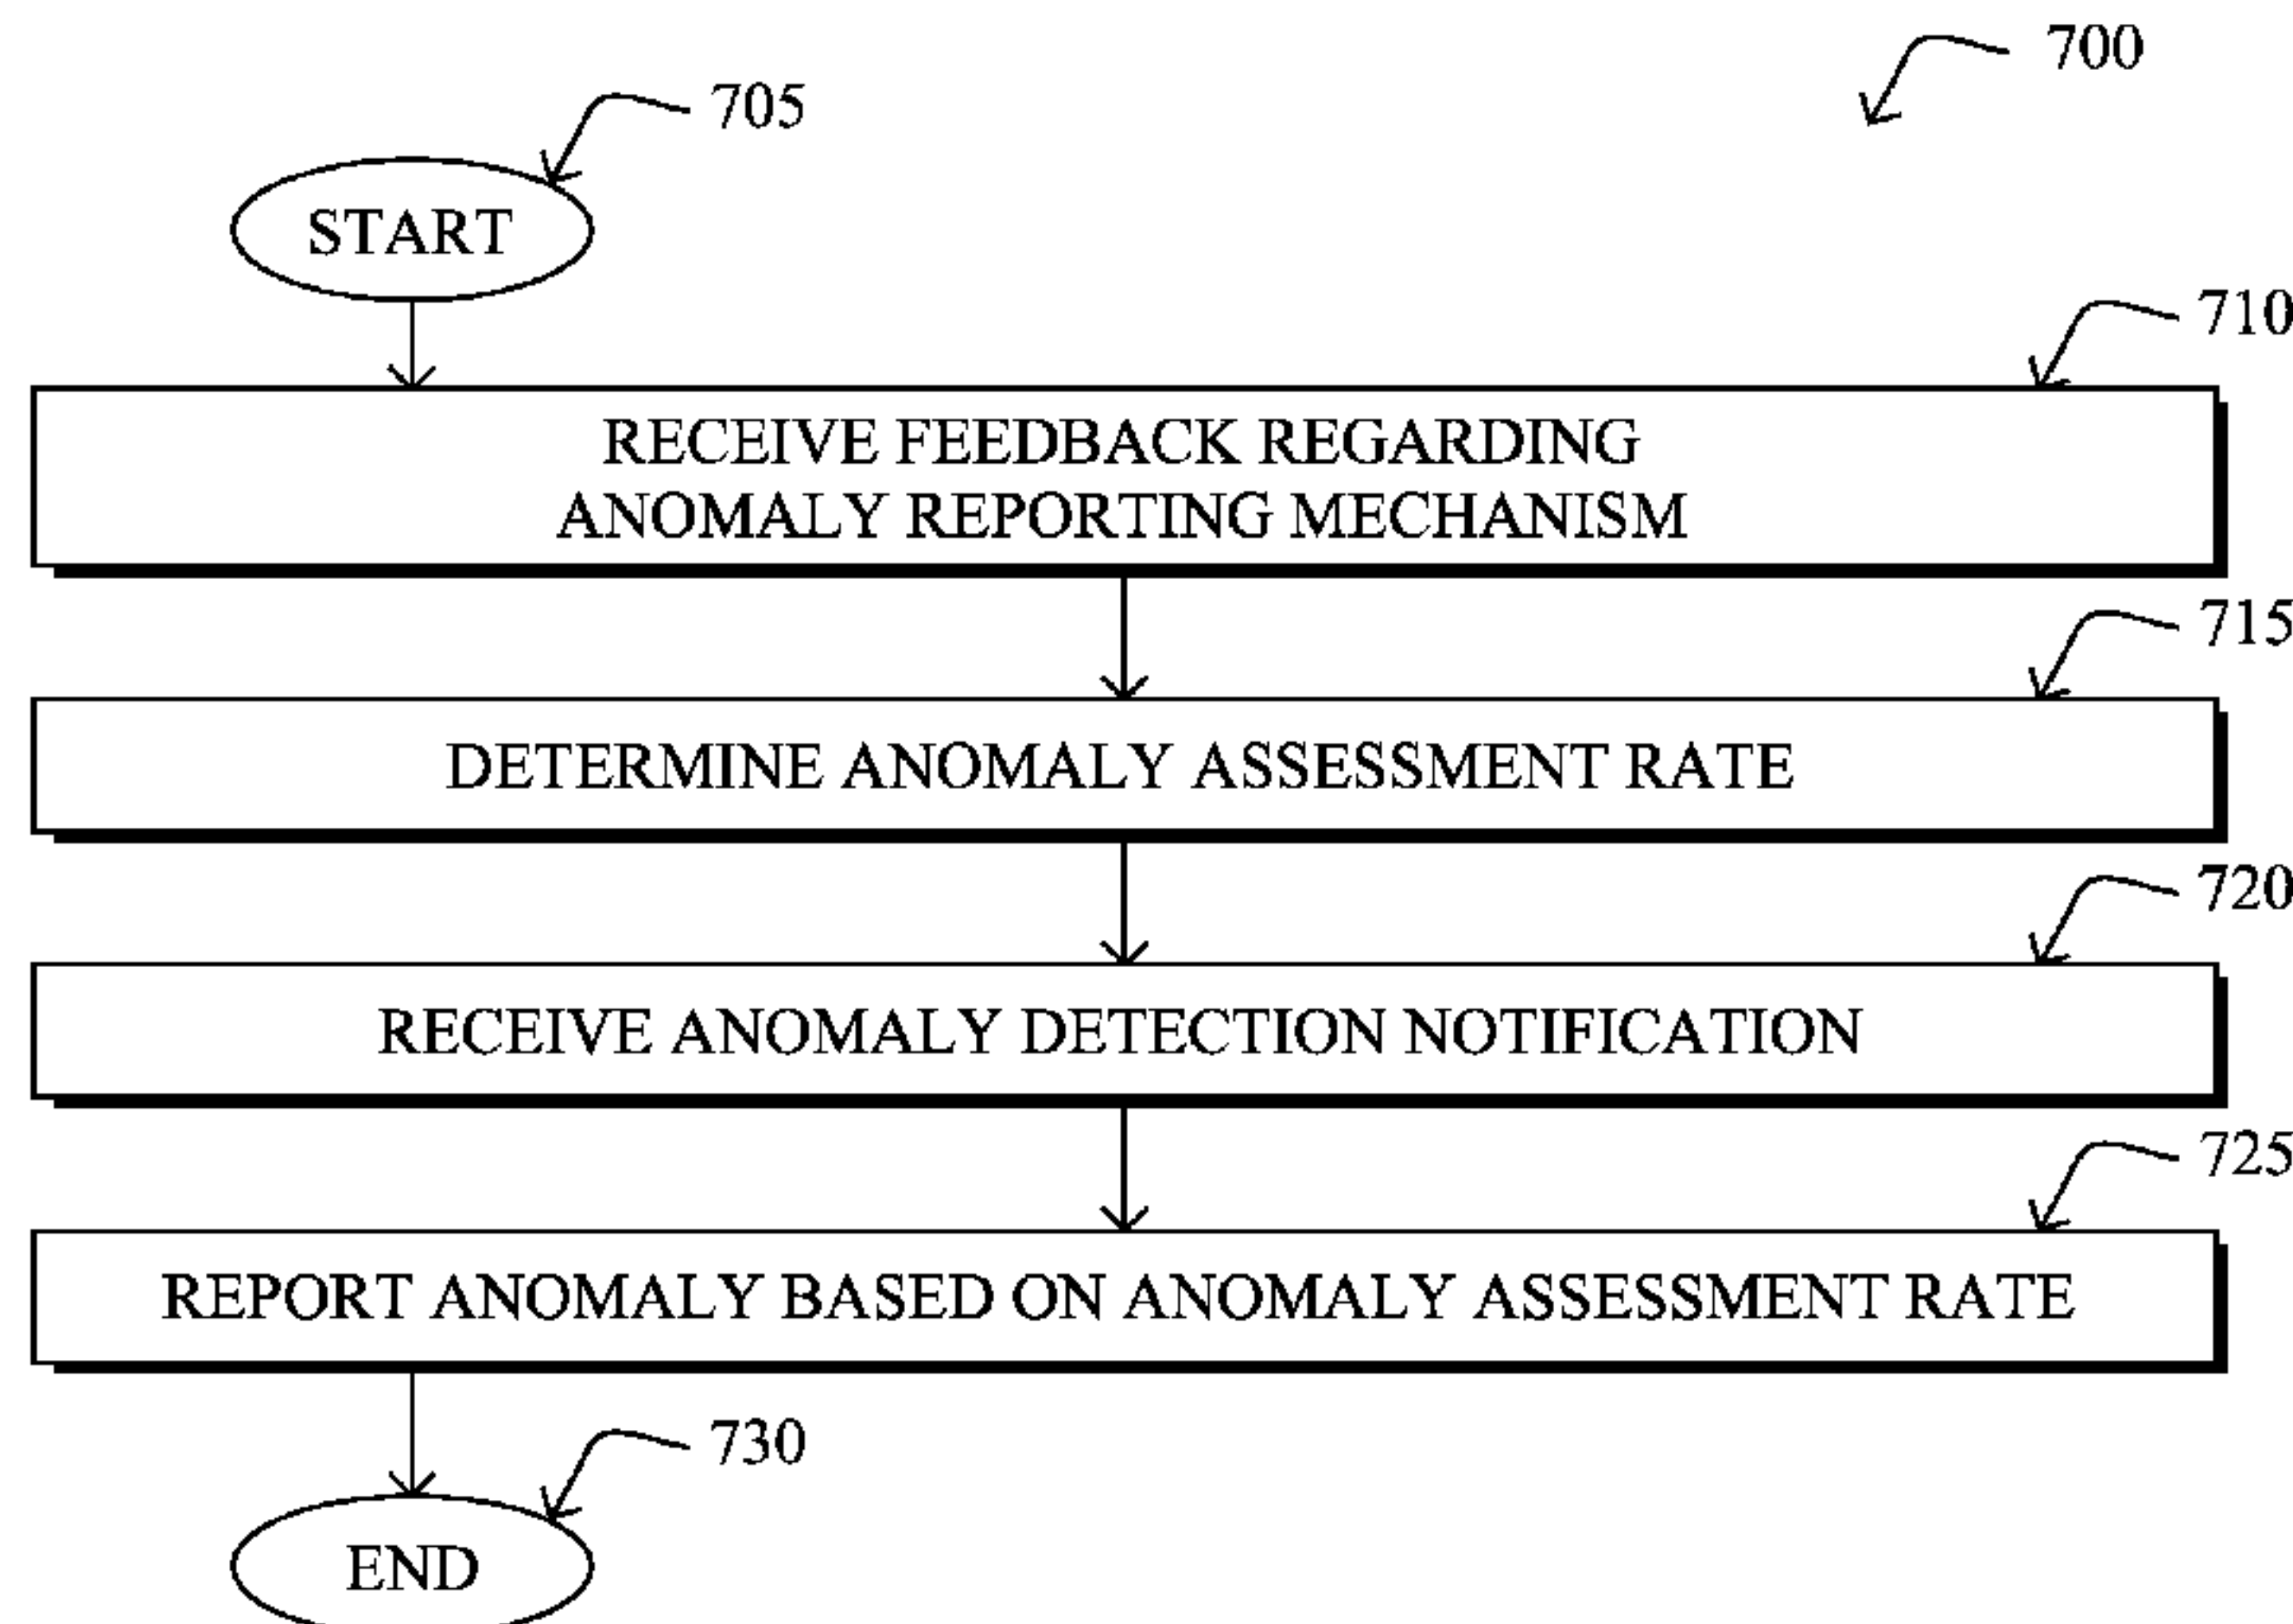 700
705
START
710
RECEIVE FEEDBACK REGARDING
ANOMALY REPORTING MECHANISM
715
DETERMINE ANOMALY ASSESSMENT RATE
720
RECEIVE ANOMALY DETECTION NOTIFICATION
725
REPORT ANOMALY BASED ON ANOMALY ASSESSMENT RATE
730
END